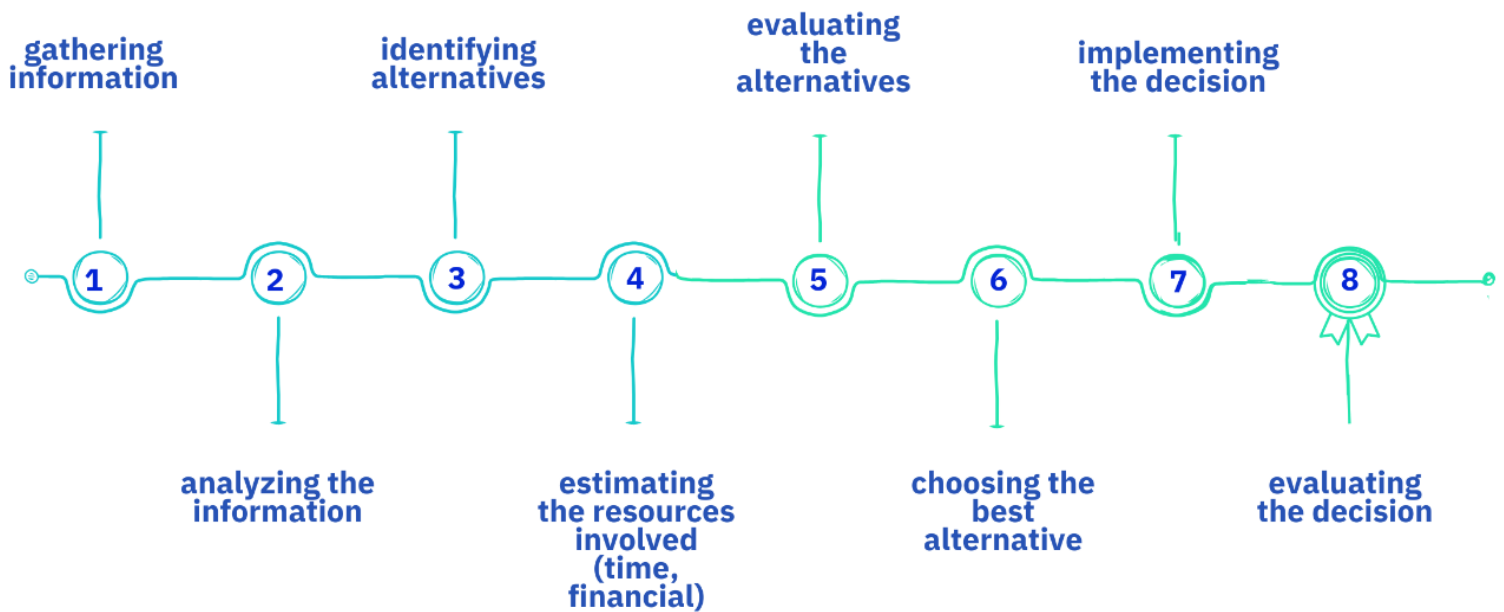 gathering
information
1
analyzing the
information
2
identifying
alternatives
3
estimating
the resources
involved
(time,
financial)
4
evaluating
the
alternatives
5
choosing the
best
alternative
6
implementing
the decision
7
evaluating
the decision
8